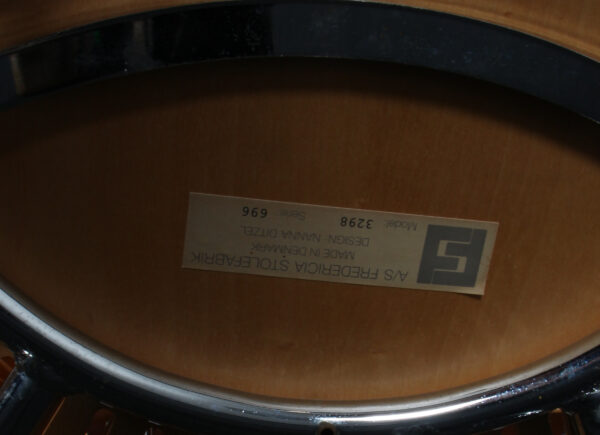 A/S FREDERICIA STOLEFABRIK
MADE IN DENMARK
DESIGN: NANNA DITZEL
Model: 3298 Serie: 696